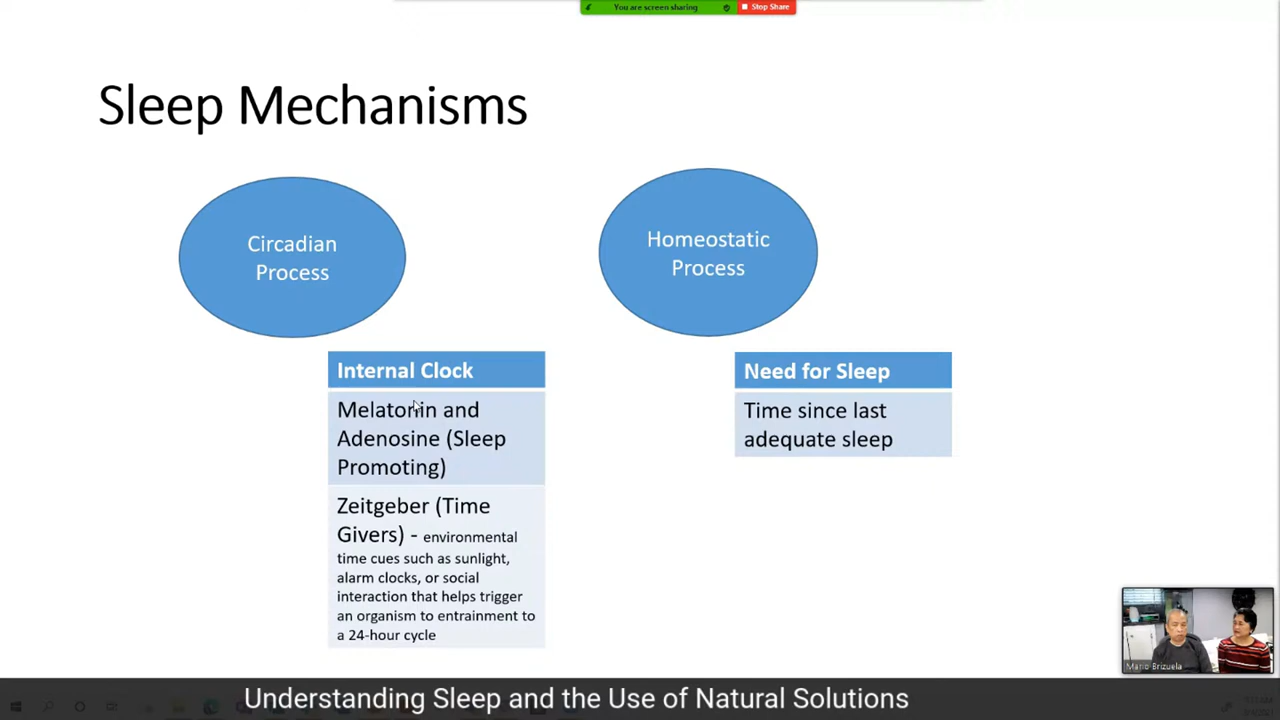 You are screen sharing
Stop Share
Sleep Mechanisms
Circadian
Process
Homeostatic
Process
Internal Clock
Melatonin and
Adenosine (Sleep
Promoting)
Zeitgeber (Time
Givers) - environmental
time cues such as sunlight,
alarm clocks, or social
interaction that helps trigger
an organism to entrainment to
a 24-hour cycle
Need for Sleep
Time since last
adequate sleep
Mario Brizuela
Understanding Sleep and the Use of Natural Solutions